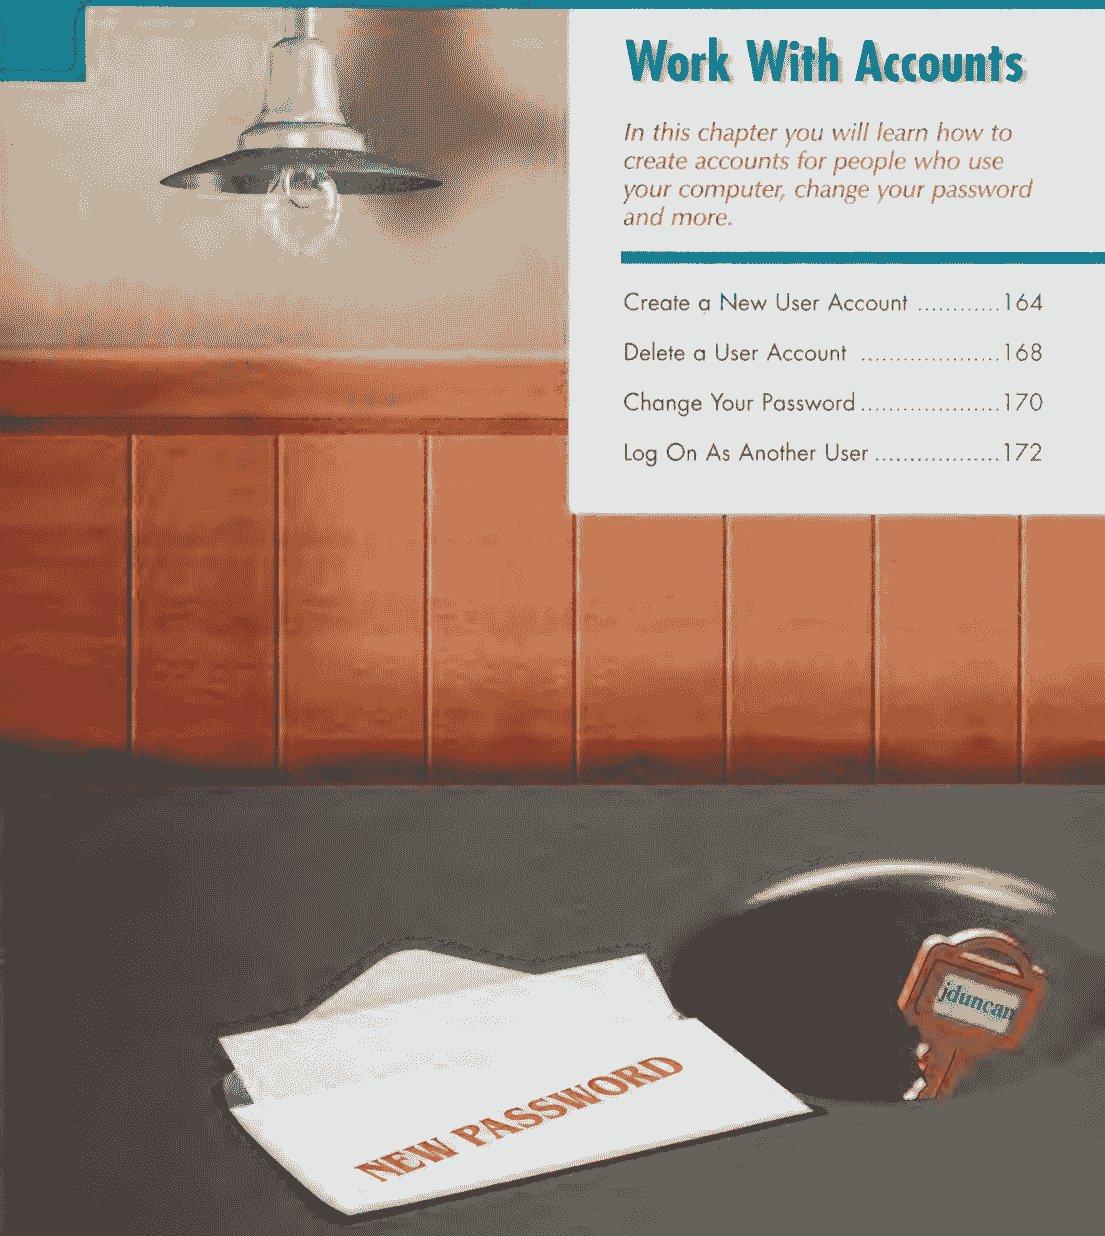 Work With Accounts
In this chapter you will learn how to
create accounts for people who use
your computer, change your password
and more.
Create a New User Account ............164
Delete a User Account ....................168
Change Your Password....................170
Log On As Another User ..................172
jduncan
NEW PASSWORD